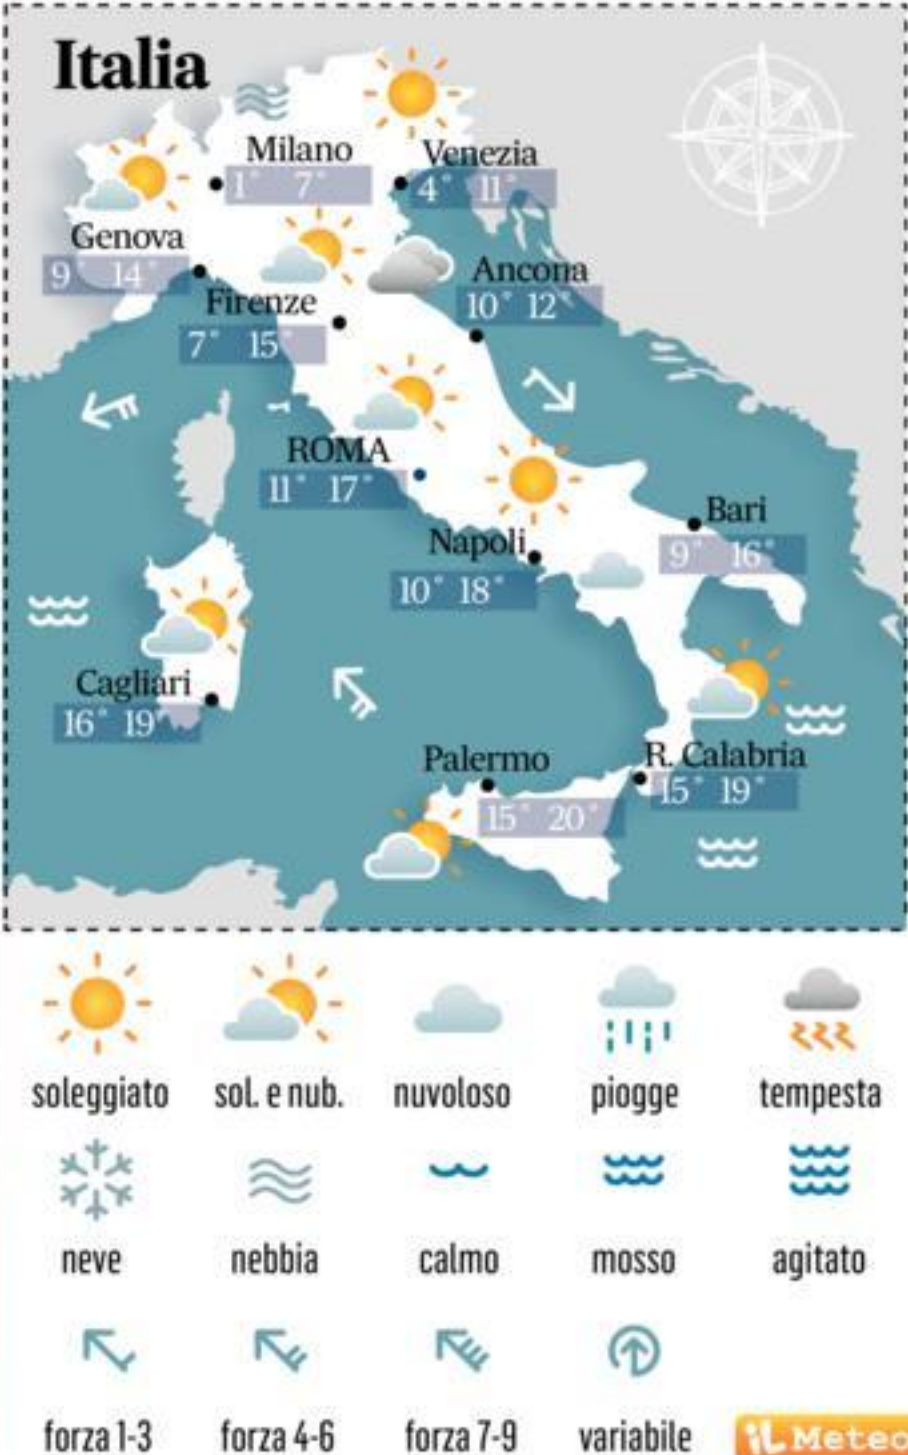 Italia
Milano
1° 7°
Venezia
4° 11°
Genova
9 14°
Firenze
7° 15°
Ancona
10° 12°
ROMA
11° 17°
Napoli
10° 18°
Bari
9° 16°
Cagliari
16° 19°
Palermo
15° 20°
R. Calabria
15° 19°
soleggiato sol. e nub. nuvoloso piogge tempesta
neve nebbia calmo mosso agitato
forza 1-3 forza 4-6 forza 7-9 variabile
iL Meteo